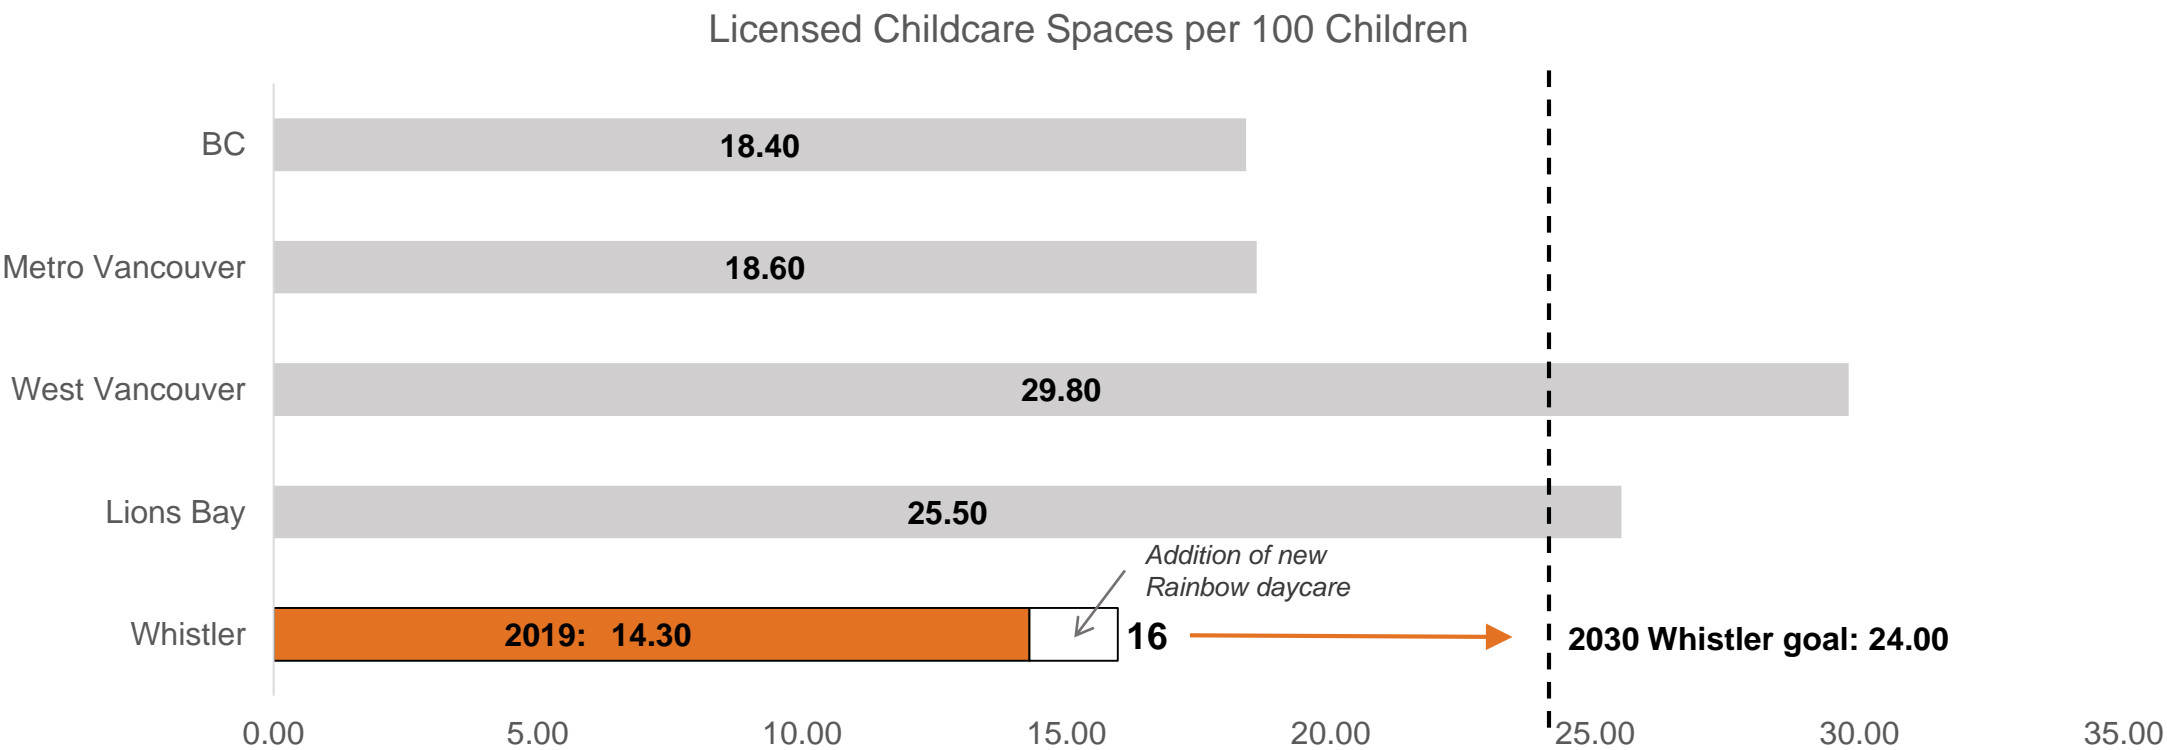 Licensed Childcare Spaces per 100 Children
BC
18.40
Metro Vancouver
18.60
West Vancouver
29.80
Lions Bay
25.50
Addition of new
Rainbow daycare
Whistler
2019: 14.30
16
2030 Whistler goal: 24.00
0.00 5.00 10.00 15.00 20.00 25.00 30.00 35.00